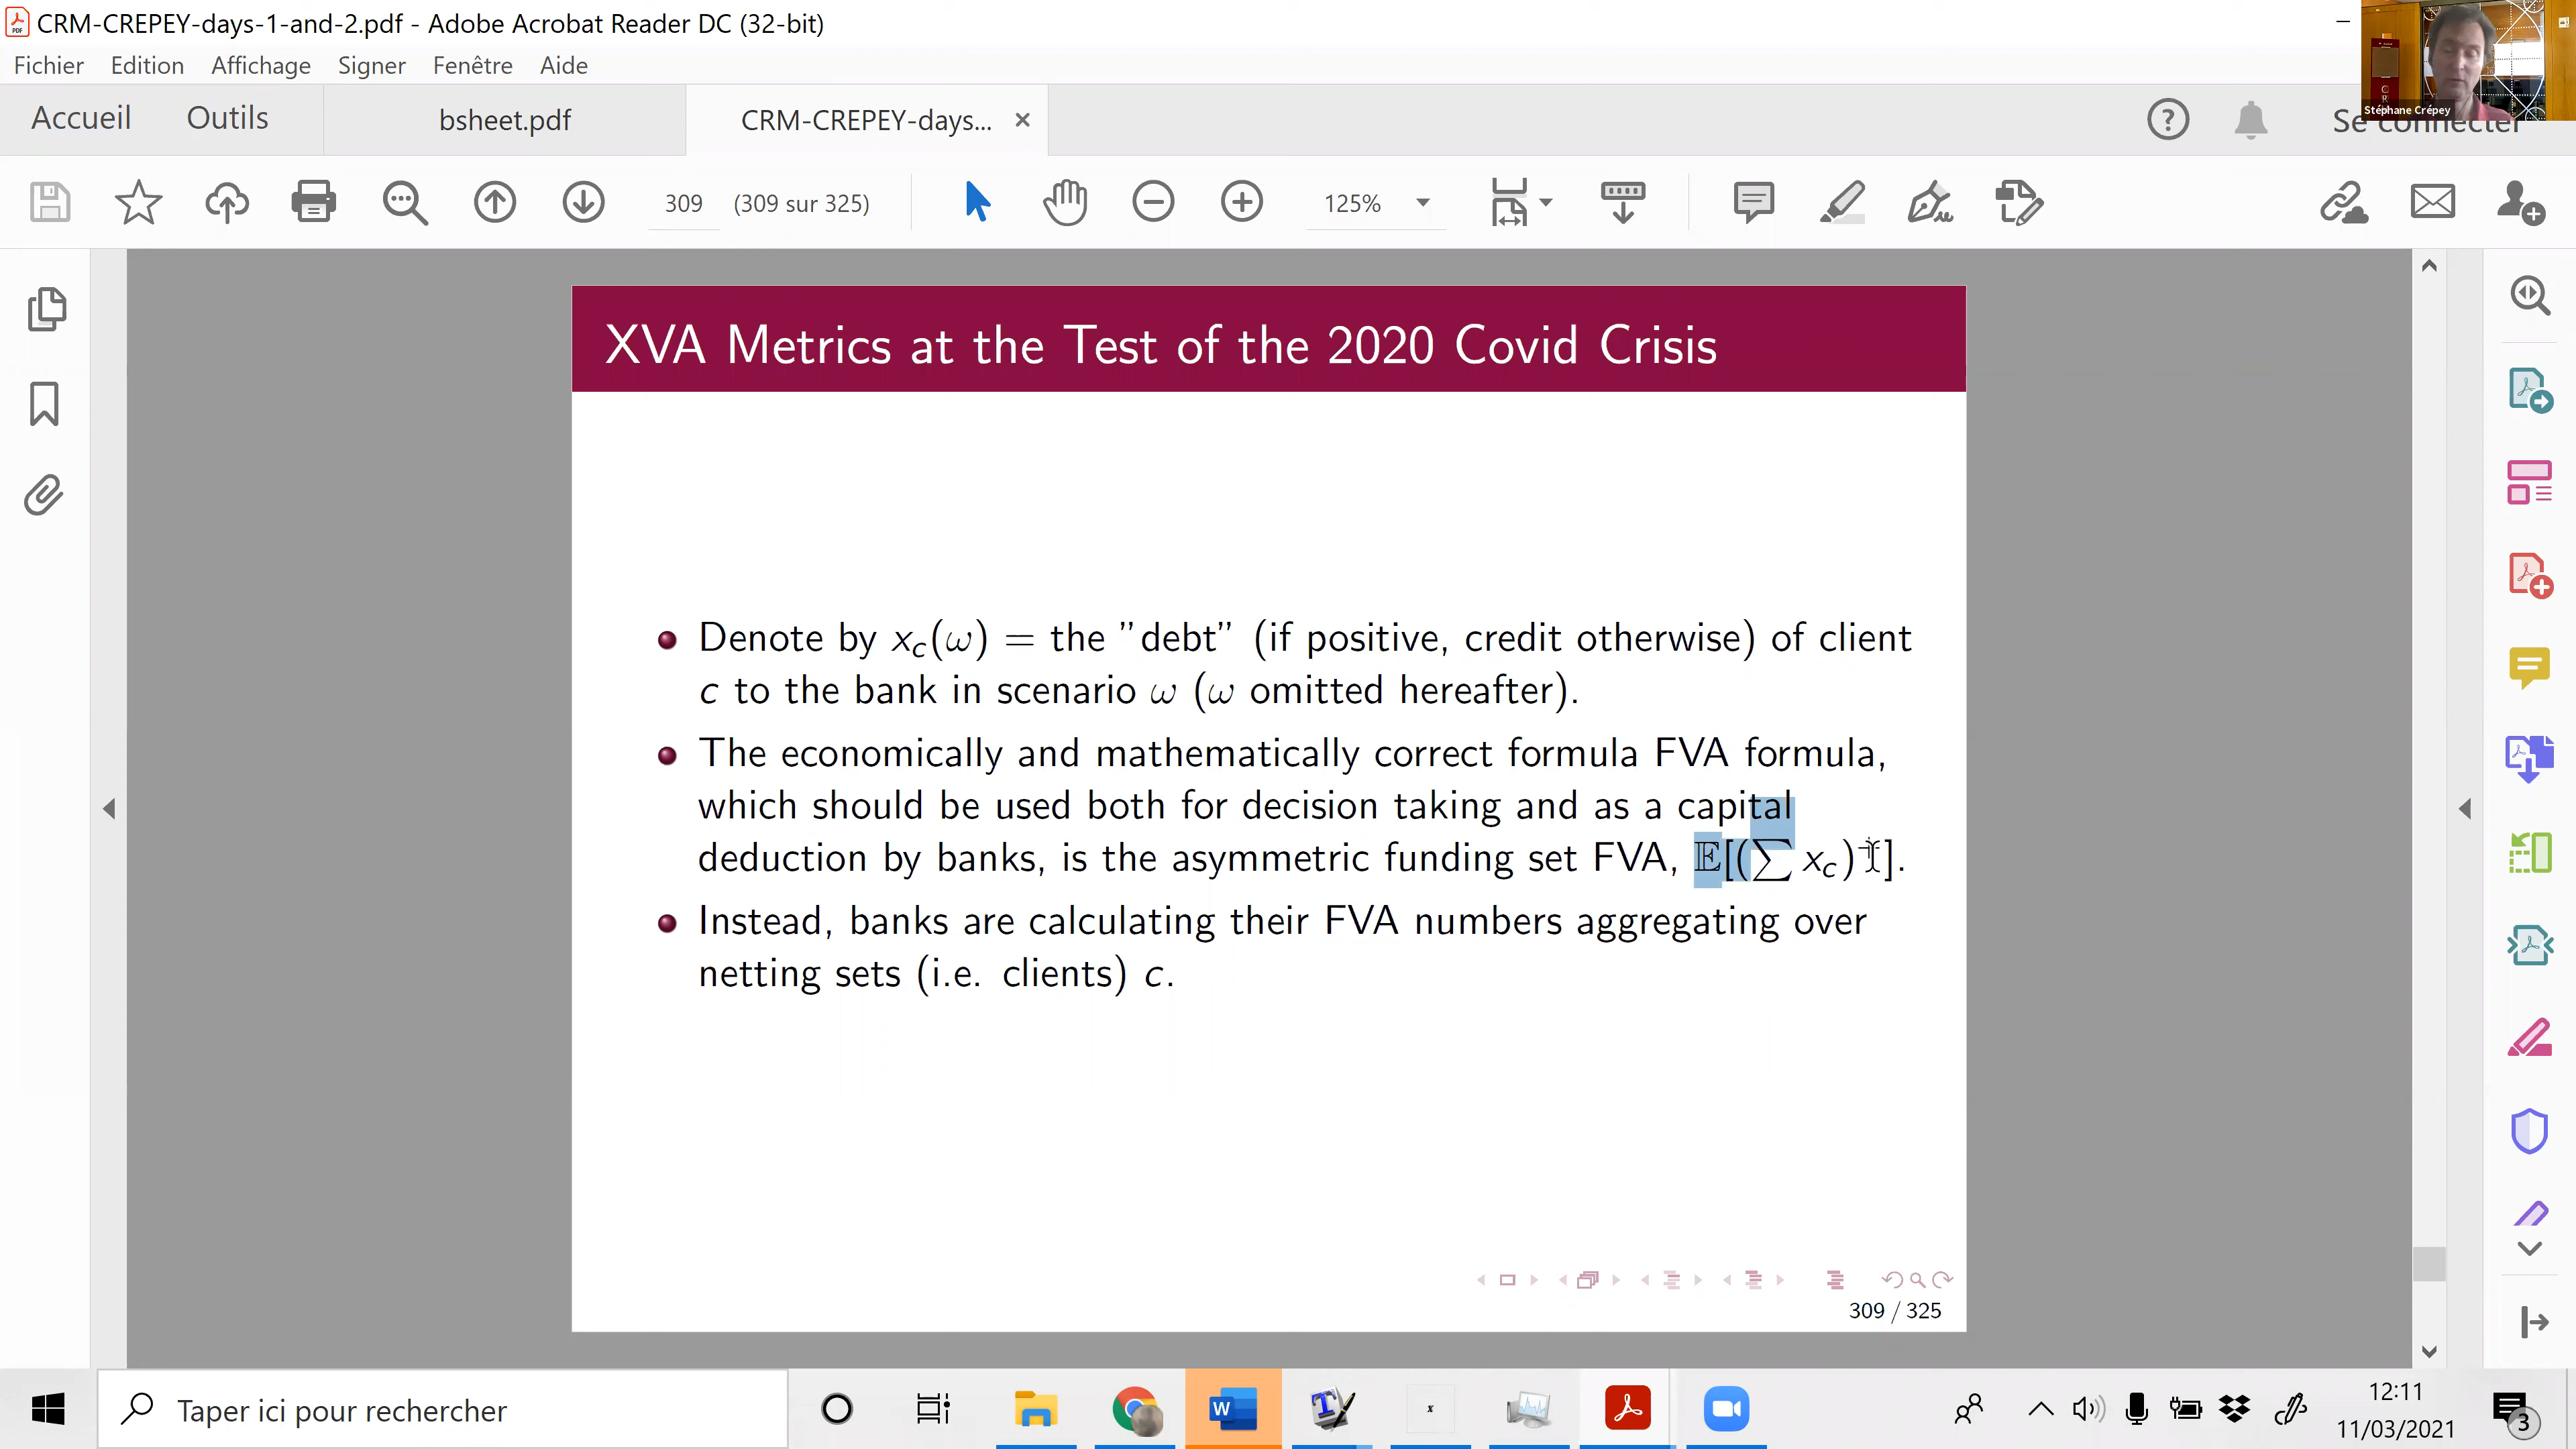 CRM-CREPEY-days-1-and-2.pdf - Adobe Acrobat Reader DC (32-bit)
Fichier Edition Affichage Signer Fenêtre Aide
Stéphane Crépey
Accueil Outils bsheet.pdf CRM-CREPEY-days... × Se connecter
309 (309 sur 325) 125%
XVA Metrics at the Test of the 2020 Covid Crisis
Denote by x_c(ω) = the ”debt” (if positive, credit otherwise) of client
c to the bank in scenario ω (ω omitted hereafter).
The economically and mathematically correct formula FVA formula,
which should be used both for decision taking and as a capital
deduction by banks, is the asymmetric funding set FVA, 𝔼[(∑ x_c)⁺].
Instead, banks are calculating their FVA numbers aggregating over
netting sets (i.e. clients) c.
309 / 325
Taper ici pour rechercher
12:11
11/03/2021
3